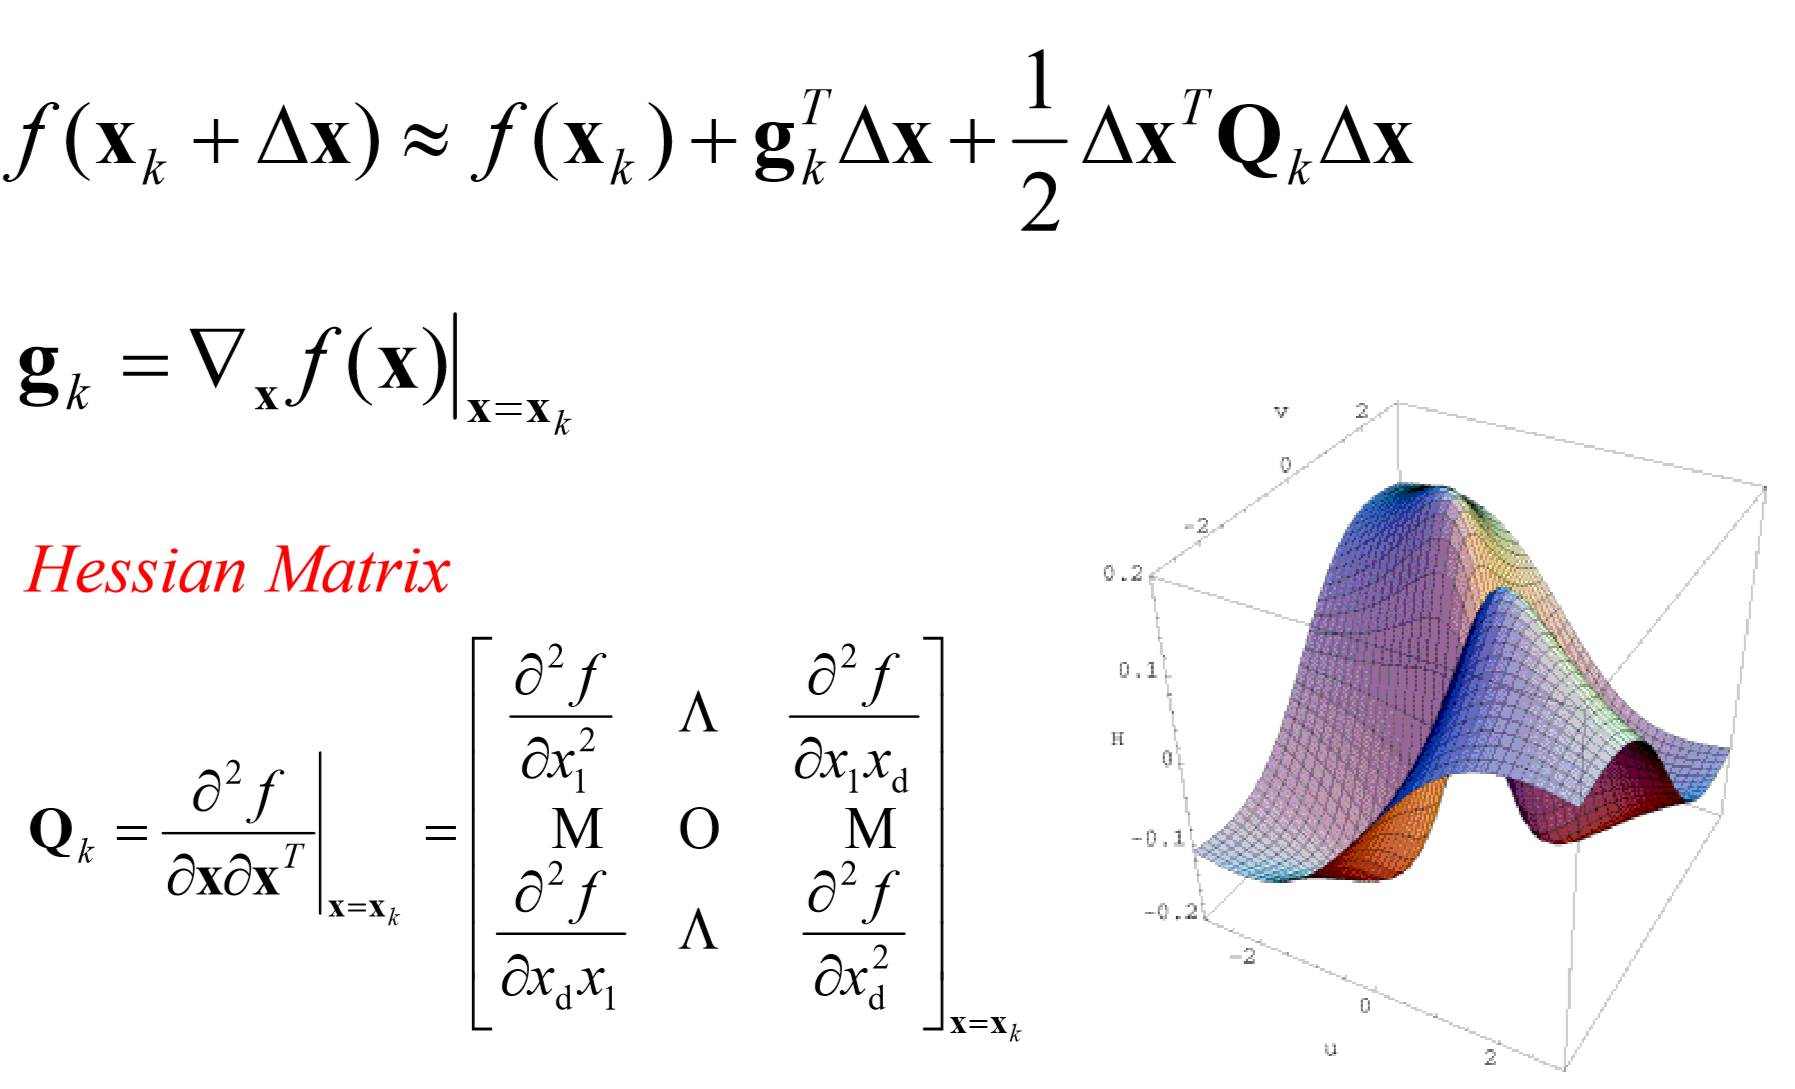 f(𝐱_k + Δ𝐱) ≈ f(𝐱_k) + 𝐠_k^T Δ𝐱 + 1/2 Δ𝐱^T 𝐐_k Δ𝐱
𝐠_k = ∇_𝐱 f(𝐱)|_{𝐱=𝐱_k}
Hessian Matrix
𝐐_k = ∂²f/∂𝐱∂𝐱^T |_{𝐱=𝐱_k} = [
∂²f/∂x_1² Λ ∂²f/∂x_1x_d
M O M
∂²f/∂x_dx_1 Λ ∂²f/∂x_d²
]_{𝐱=𝐱_k}
v 2
0
-2
0.2
0.1
H 0
-0.1
-0.2
-2
0
u 2